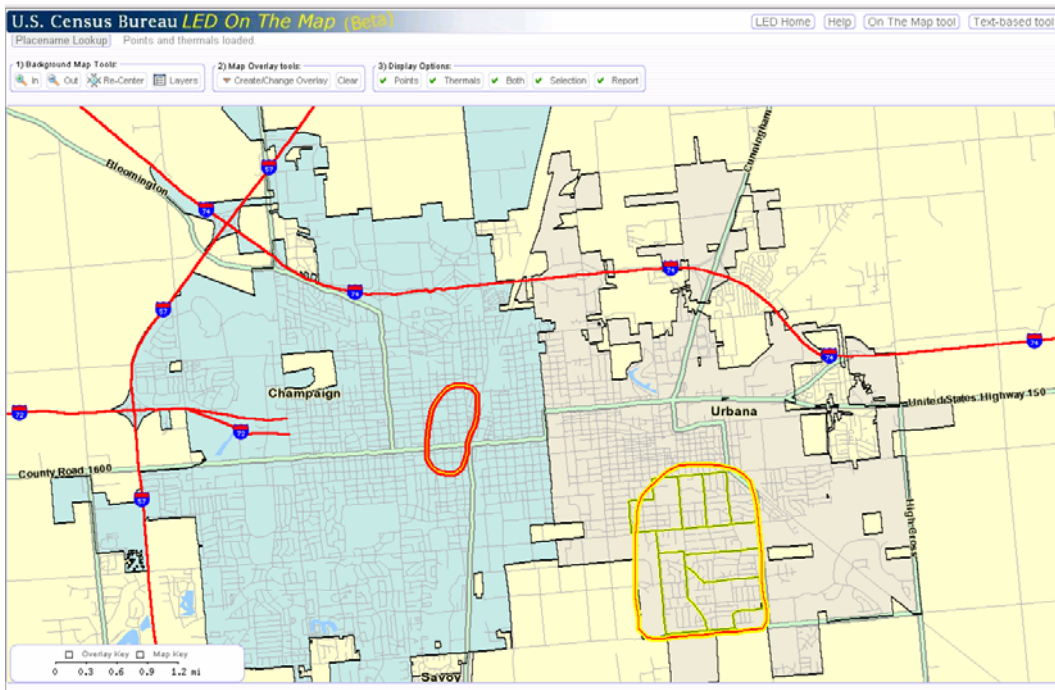 U.S. Census Bureau LED On The Map (Beta)
LED Home Help On The Map tool Text-based tool
Placename Lookup Points and thermals loaded.
1) Background Map Tools: 2) Map Overlay tools: 3) Display Options:
In Out Re-Center Layers Create/Change Overlay Clear Points Thermals Both Selection Report
Cunningham
57
Bloomington
74
74
74
57
74
74
Champaign
United States Highway 150
72
Urbana
72
County Road 1600
57
High Cross
Overlay Key Map Key
0 0.3 0.6 0.9 1.2 mi
Savoy